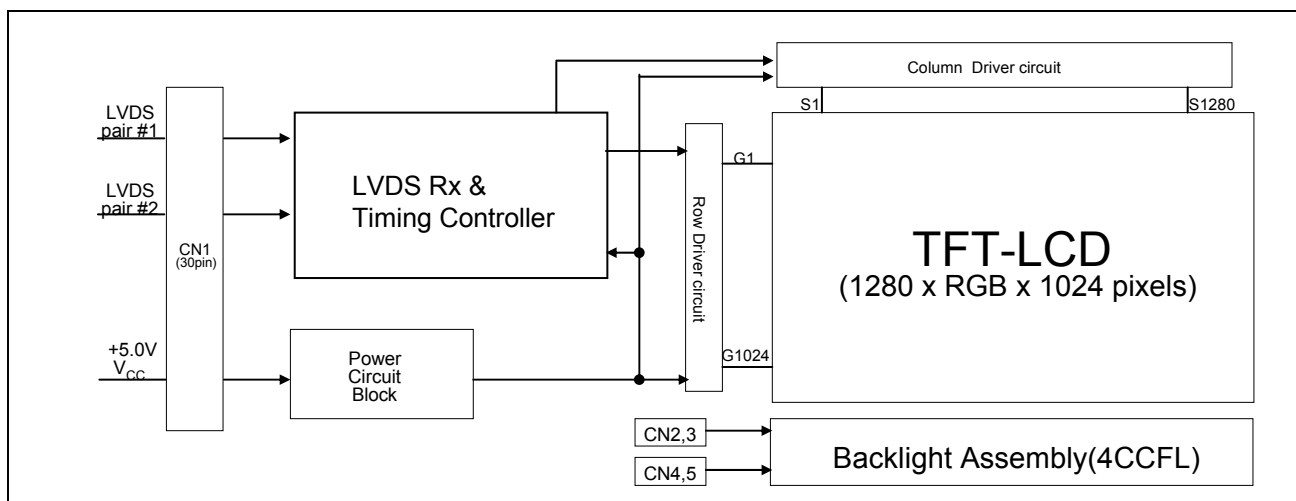 Column Driver circuit
S1
S1280
LVDS
pair #1
LVDS
pair #2
CN1
(30pin)
+5.0V
VCC
LVDS Rx &
Timing Controller
Power
Circuit
Block
Row Driver circuit
G1
G1024
TFT-LCD
(1280 x RGB x 1024 pixels)
CN2,3
CN4,5
Backlight Assembly(4CCFL)